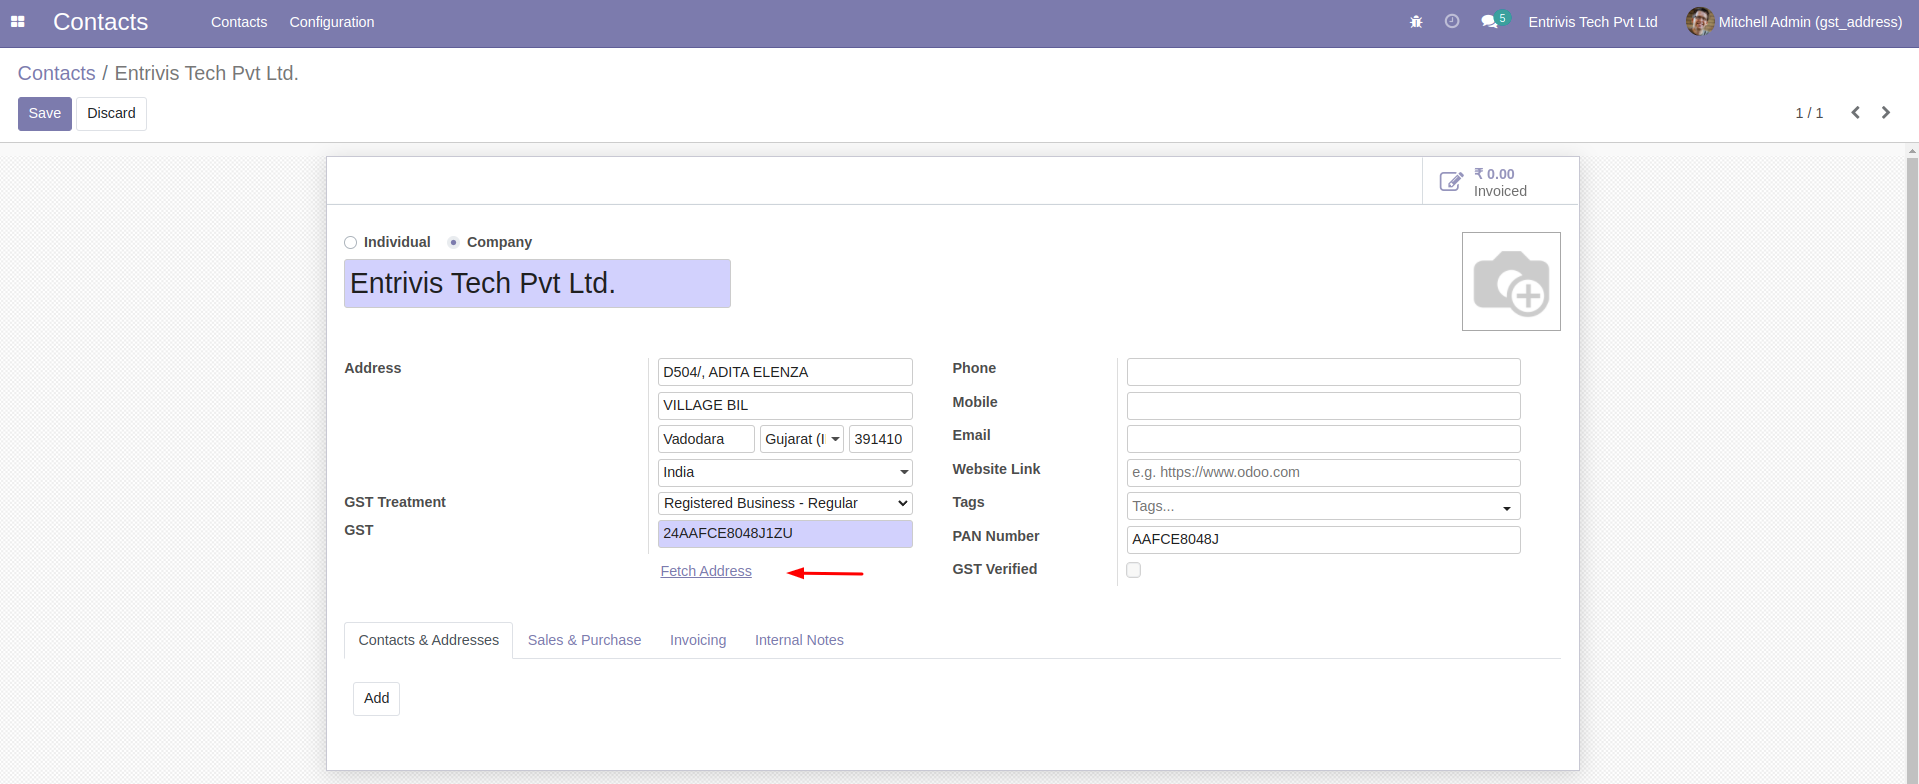 Contacts Contacts Configuration 5 Entrivis Tech Pvt Ltd Mitchell Admin (gst_address)
Contacts / Entrivis Tech Pvt Ltd.
Save Discard 1 / 1
₹ 0.00
Invoiced
Individual Company
Entrivis Tech Pvt Ltd.
Address D504/, ADITA ELENZA
VILLAGE BIL
Vadodara Gujarat (I 391410
India
GST Treatment Registered Business - Regular
GST 24AAFCE8048J1ZU
Fetch Address
Phone
Mobile
Email
Website Link e.g. https://www.odoo.com
Tags Tags...
PAN Number AAFCE8048J
GST Verified
Contacts & Addresses Sales & Purchase Invoicing Internal Notes
Add